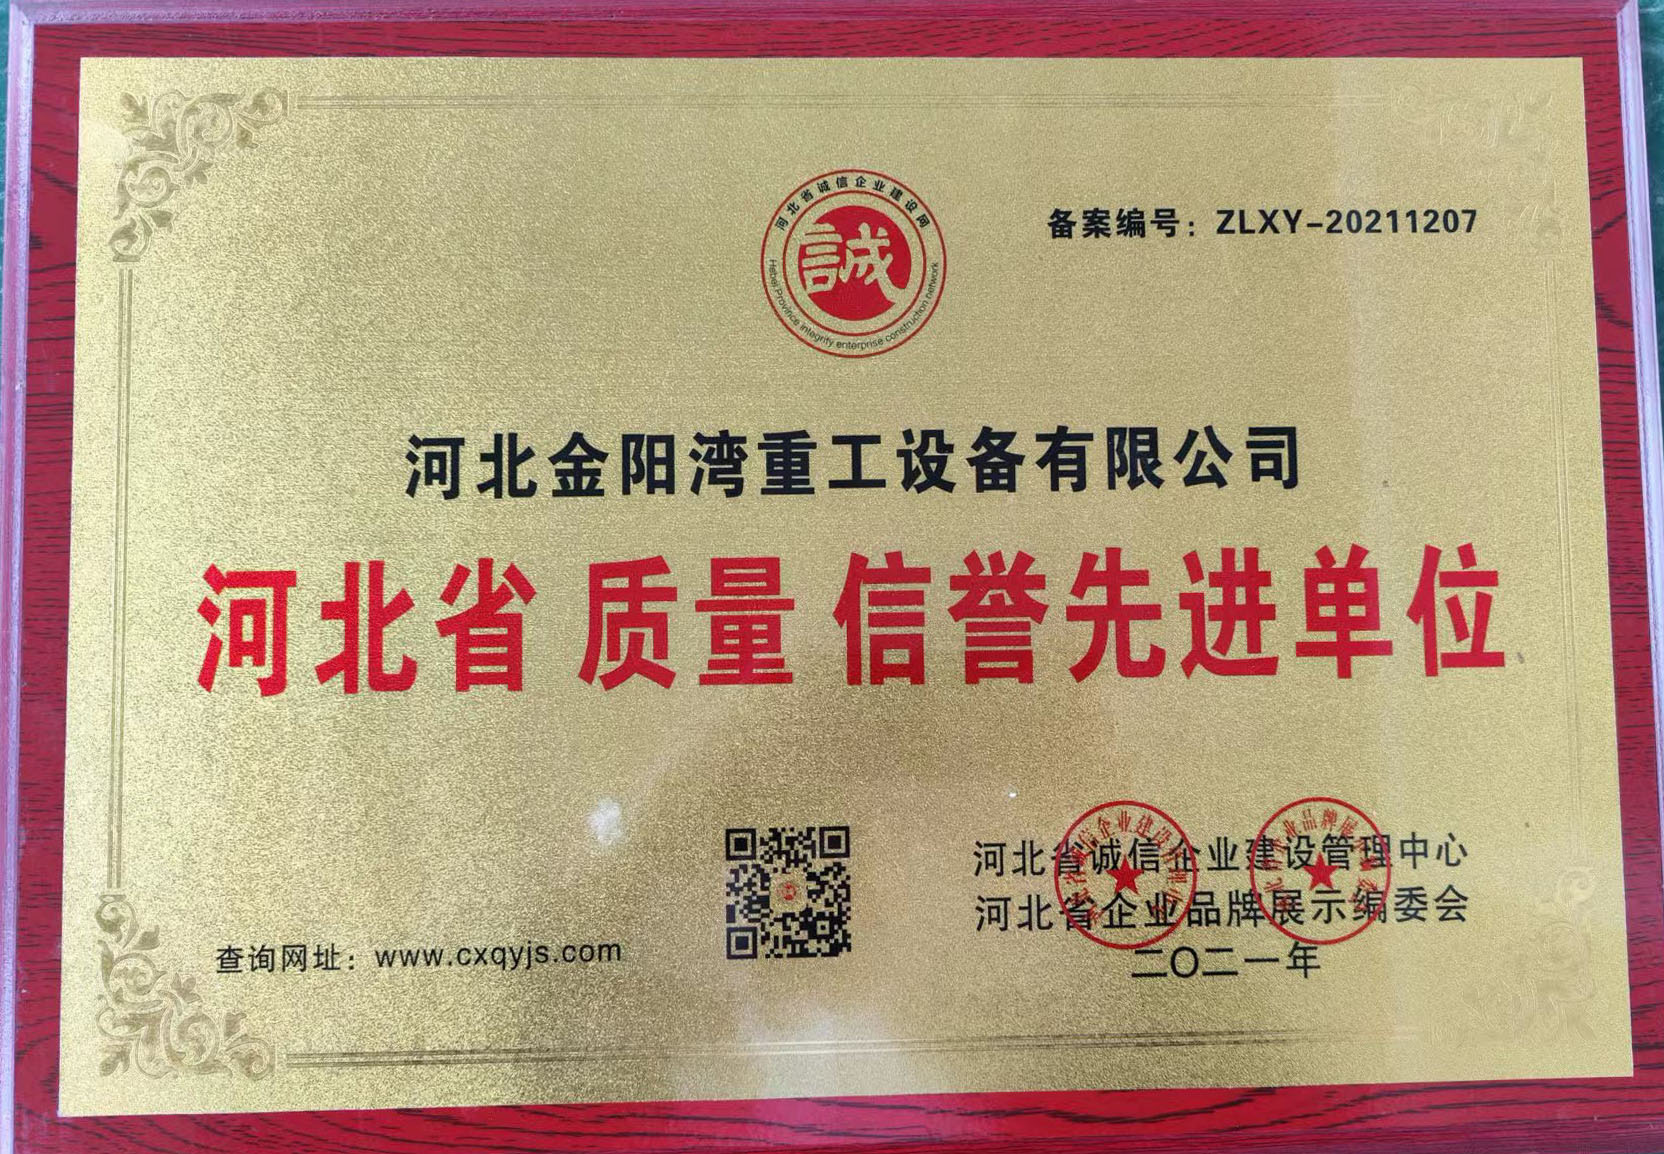 河北省诚信企业建设网
誠
Hebei Province integrity enterprise construction network
备案编号：ZLXY-20211207
河北金阳湾重工设备有限公司
河北省 质量 信誉先进单位
河北省诚信企业建设管理中心
河北省企业品牌展示编委会
二〇二一年
查询网址：www.cxqyjs.com